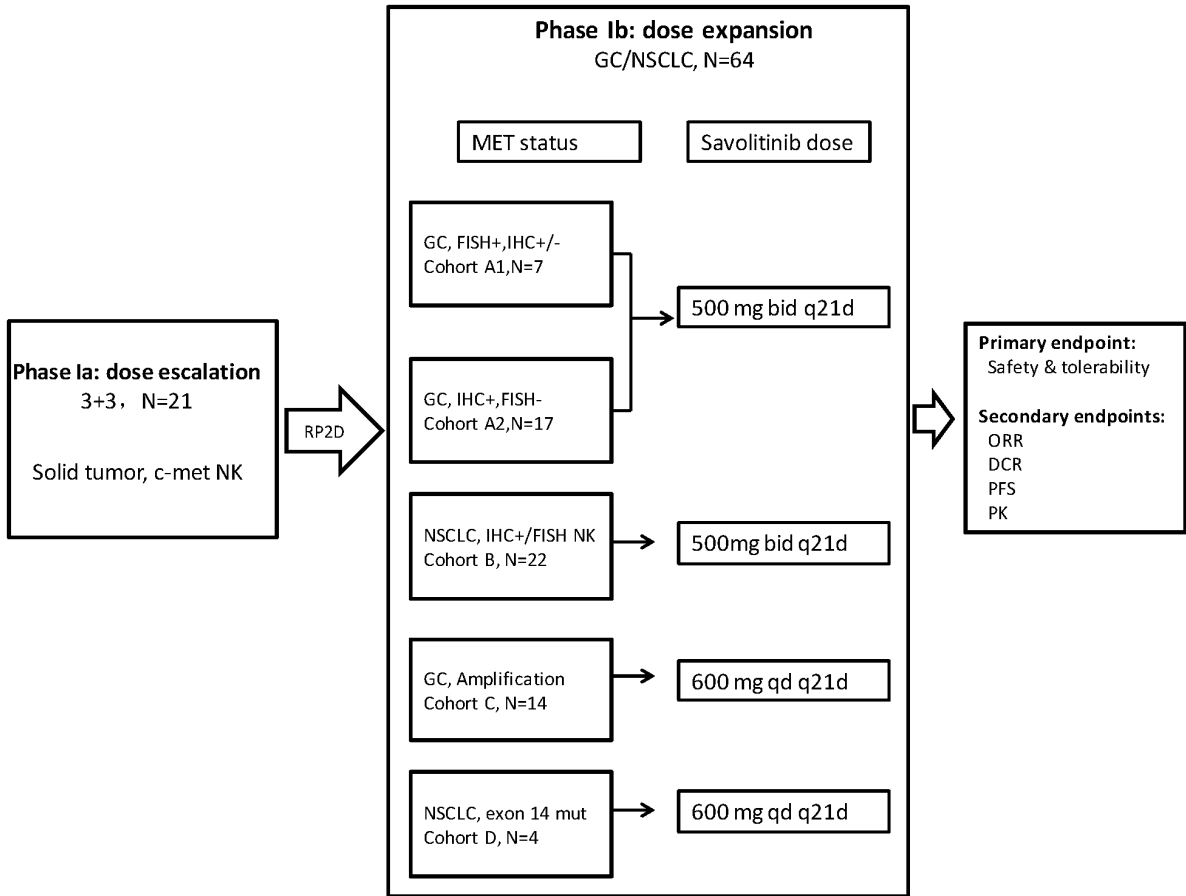 Phase Ia: dose escalation
3+3， N=21
Solid tumor, c-met NK
RP2D
Phase Ib: dose expansion
GC/NSCLC, N=64
MET status
Savolitinib dose
GC, FISH+,IHC+/-
Cohort A1,N=7
GC, IHC+,FISH-
Cohort A2,N=17
500 mg bid q21d
NSCLC, IHC+/FISH NK
Cohort B, N=22
500mg bid q21d
GC, Amplification
Cohort C, N=14
600 mg qd q21d
NSCLC, exon 14 mut
Cohort D, N=4
600 mg qd q21d
Primary endpoint:
Safety & tolerability
Secondary endpoints:
ORR
DCR
PFS
PK